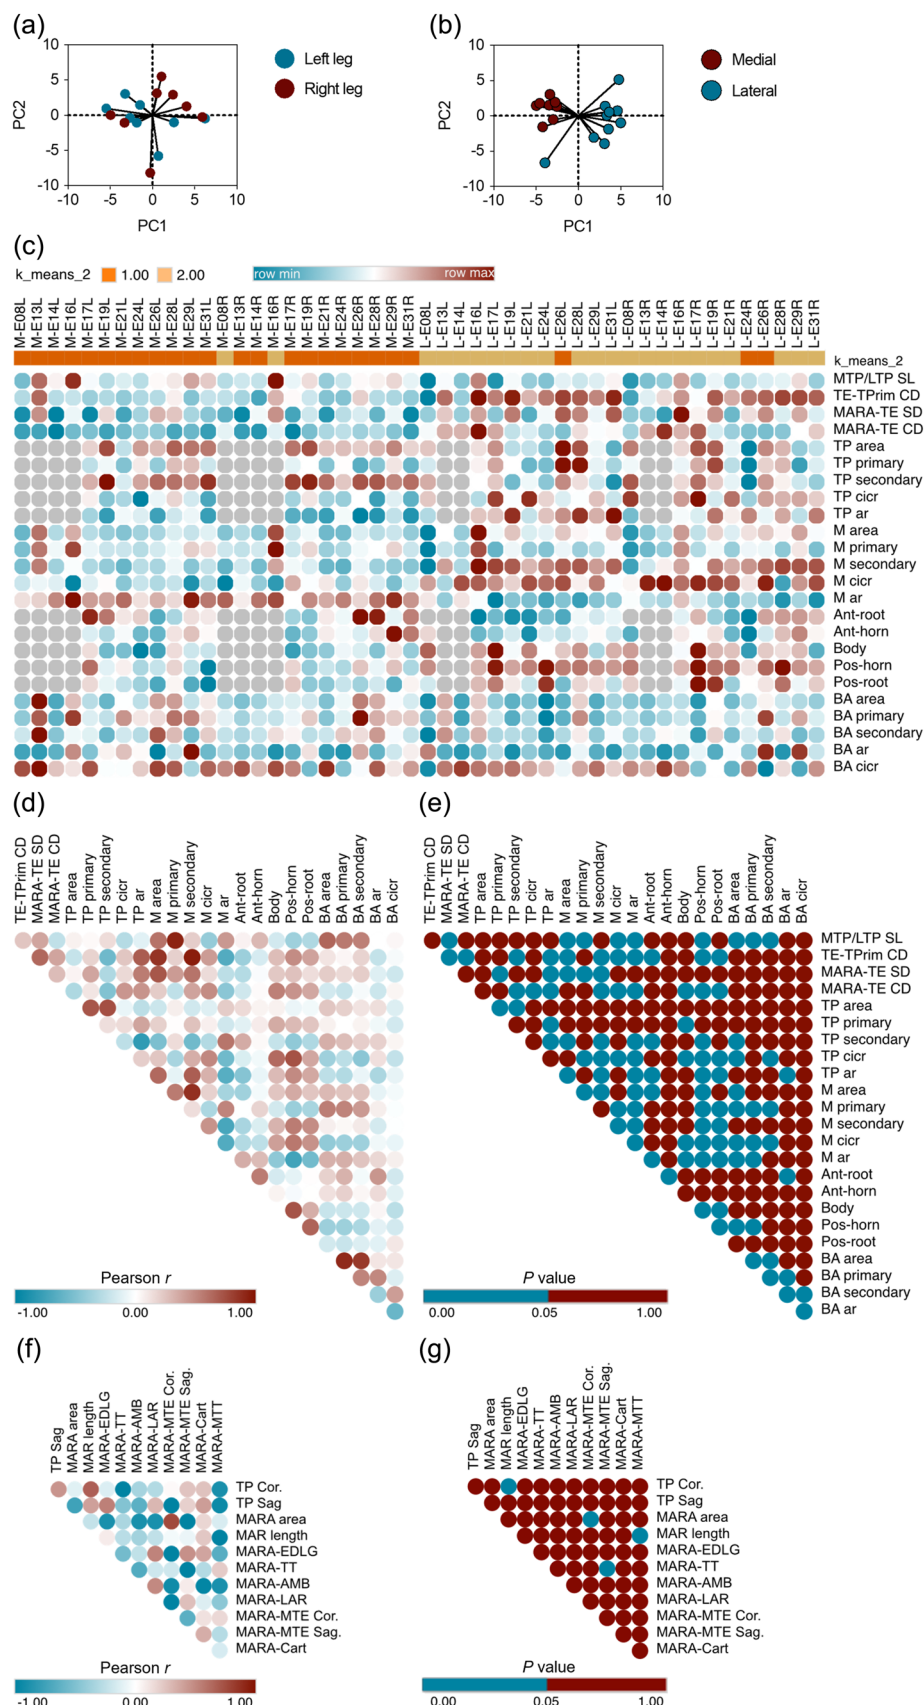 (a)
(b)
10
5
0
-5
-10
PC2
-10
-5
0
5
10
PC1
Left leg
Right leg
10
5
0
-5
-10
PC2
-10
-5
0
5
10
PC1
Medial
Lateral
(c)
k_means_2
1.00
2.00
row min
row max
M-E08L
M-E13L
M-E14L
M-E16L
M-E17L
M-E19L
M-E21L
M-E24L
M-E26L
M-E28L
M-E29L
M-E31L
M-E08R
M-E13R
M-E14R
M-E16R
M-E17R
M-E19R
M-E21R
M-E24R
M-E26R
M-E28R
M-E29R
M-E31R
L-E08L
L-E13L
L-E14L
L-E16L
L-E17L
L-E19L
L-E21L
L-E24L
L-E26L
L-E28L
L-E29L
L-E31L
L-E08R
L-E13R
L-E14R
L-E16R
L-E17R
L-E19R
L-E21R
L-E24R
L-E26R
L-E28R
L-E29R
L-E31R
k_means_2
MTP/LTP SL
TE-TPrim CD
MARA-TE SD
MARA-TE CD
TP area
TP primary
TP secondary
TP cicr
TP ar
M area
M primary
M secondary
M cicr
M ar
Ant-root
Ant-horn
Body
Pos-horn
Pos-root
BA area
BA primary
BA secondary
BA ar
BA cicr
(d)
(e)
TE-TPrim CD
MARA-TE SD
MARA-TE CD
TP area
TP primary
TP secondary
TP cicr
TP ar
M area
M primary
M secondary
M cicr
M ar
Ant-root
Ant-horn
Body
Pos-horn
Pos-root
BA area
BA primary
BA secondary
BA ar
BA cicr
TE-TPrim CD
MARA-TE SD
MARA-TE CD
TP area
TP primary
TP secondary
TP cicr
TP ar
M area
M primary
M secondary
M cicr
M ar
Ant-root
Ant-horn
Body
Pos-horn
Pos-root
BA area
BA primary
BA secondary
BA ar
BA cicr
MTP/LTP SL
TE-TPrim CD
MARA-TE SD
MARA-TE CD
TP area
TP primary
TP secondary
TP cicr
TP ar
M area
M primary
M secondary
M cicr
M ar
Ant-root
Ant-horn
Body
Pos-horn
Pos-root
BA area
BA primary
BA secondary
BA ar
Pearson r
-1.00
0.00
1.00
P value
0.00
0.05
1.00
(f)
(g)
TP Sag
MARA area
MAR length
MARA-EDLG
MARA-TT
MARA-AMB
MARA-LAR
MARA-MTE Cor.
MARA-MTE Sag.
MARA-Cart
MARA-MTT
TP Cor.
TP Sag
MARA area
MAR length
MARA-EDLG
MARA-TT
MARA-AMB
MARA-LAR
MARA-MTE Cor.
MARA-MTE Sag.
MARA-Cart
TP Sag
MARA area
MAR length
MARA-EDLG
MARA-TT
MARA-AMB
MARA-LAR
MARA-MTE Cor.
MARA-MTE Sag.
MARA-Cart
MARA-MTT
TP Cor.
TP Sag
MARA area
MAR length
MARA-EDLG
MARA-TT
MARA-AMB
MARA-LAR
MARA-MTE Cor.
MARA-MTE Sag.
MARA-Cart
Pearson r
-1.00
0.00
1.00
P value
0.00
0.05
1.00